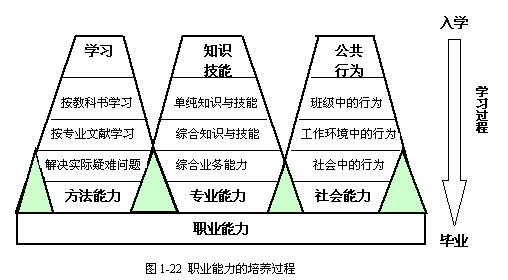 学习
知识
技能
公共
行为
入学
按教科书学习
单纯知识与技能
班级中的行为
按专业文献学习
综合知识与技能
工作环境中的行为
解决实际疑难问题
综合业务能力
社会中的行为
方法能力
专业能力
社会能力
学习过程
职业能力
毕业
图 1-22 职业能力的培养过程